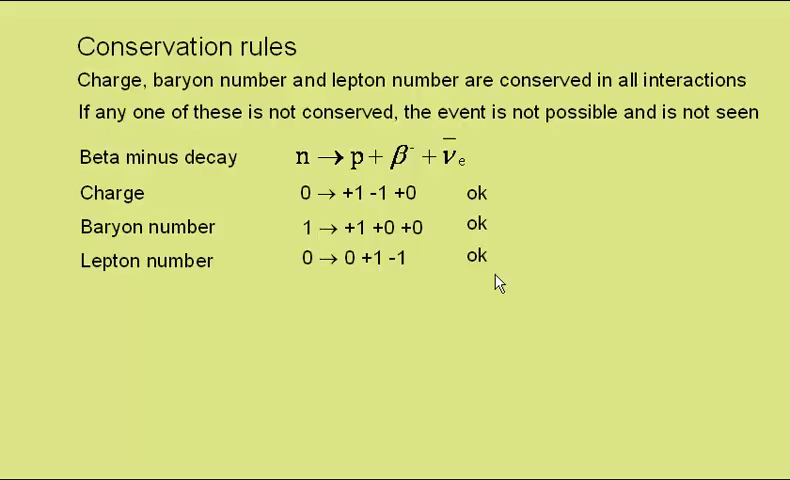 Conservation rules
Charge, baryon number and lepton number are conserved in all interactions
If any one of these is not conserved, the event is not possible and is not seen
Beta minus decay n → p + β⁻ + ν̅ₑ
Charge 0 → +1 -1 +0 ok
Baryon number 1 → +1 +0 +0 ok
Lepton number 0 → 0 +1 -1 ok